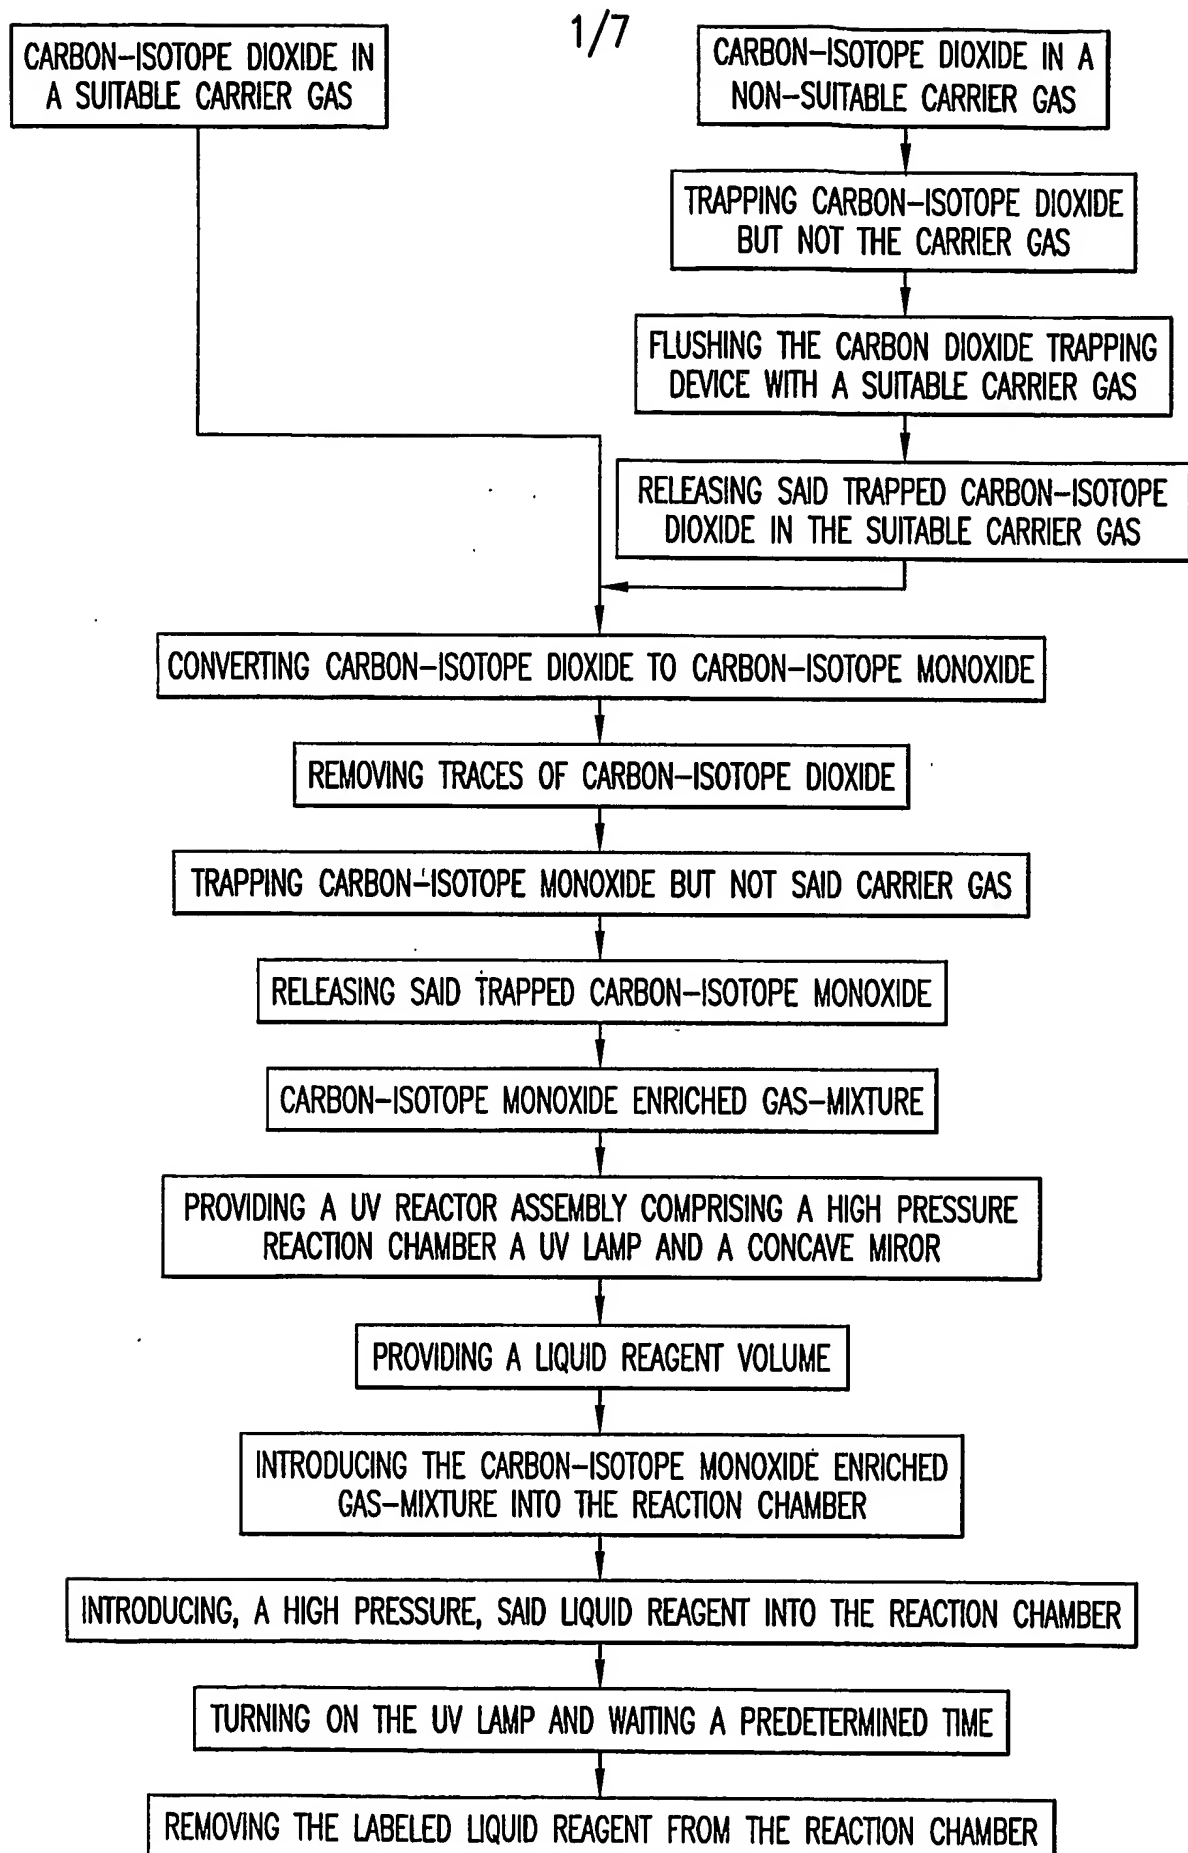 1/7
CARBON-ISOTOPE DIOXIDE IN
A SUITABLE CARRIER GAS
CARBON-ISOTOPE DIOXIDE IN A
NON-SUITABLE CARRIER GAS
TRAPPING CARBON-ISOTOPE DIOXIDE
BUT NOT THE CARRIER GAS
FLUSHING THE CARBON DIOXIDE TRAPPING
DEVICE WITH A SUITABLE CARRIER GAS
RELEASING SAID TRAPPED CARBON-ISOTOPE
DIOXIDE IN THE SUITABLE CARRIER GAS
CONVERTING CARBON-ISOTOPE DIOXIDE TO CARBON-ISOTOPE MONOXIDE
REMOVING TRACES OF CARBON-ISOTOPE DIOXIDE
TRAPPING CARBON-ISOTOPE MONOXIDE BUT NOT SAID CARRIER GAS
RELEASING SAID TRAPPED CARBON-ISOTOPE MONOXIDE
CARBON-ISOTOPE MONOXIDE ENRICHED GAS-MIXTURE
PROVIDING A UV REACTOR ASSEMBLY COMPRISING A HIGH PRESSURE
REACTION CHAMBER A UV LAMP AND A CONCAVE MIROR
PROVIDING A LIQUID REAGENT VOLUME
INTRODUCING THE CARBON-ISOTOPE MONOXIDE ENRICHED
GAS-MIXTURE INTO THE REACTION CHAMBER
INTRODUCING, A HIGH PRESSURE, SAID LIQUID REAGENT INTO THE REACTION CHAMBER
TURNING ON THE UV LAMP AND WAITING A PREDETERMINED TIME
REMOVING THE LABELED LIQUID REAGENT FROM THE REACTION CHAMBER